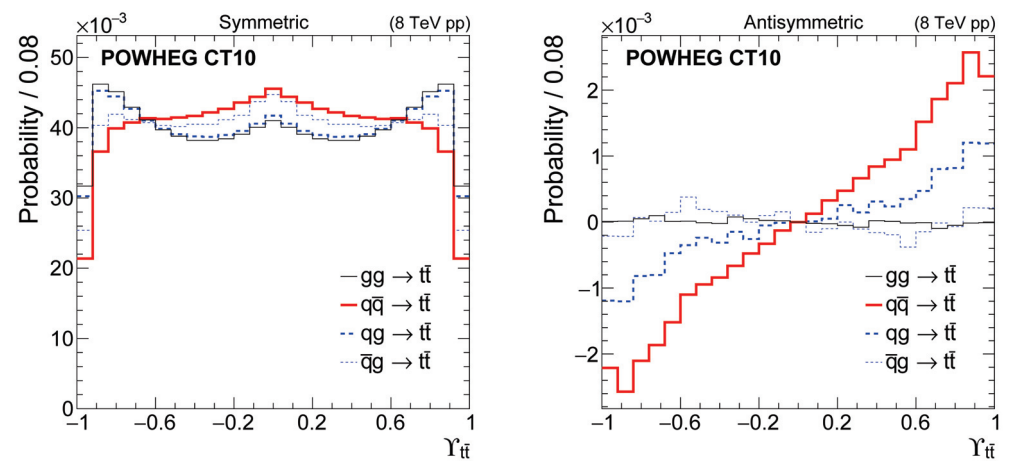 ×10⁻³ Symmetric (8 TeV pp)
POWHEG CT10
Probability / 0.08
50
40
30
20
10
0
gg → tt̄
qq̄ → tt̄
qg → tt̄
q̄g → tt̄
−1 −0.6 −0.2 0.2 0.6 1
ϒtt̄
×10⁻³ Antisymmetric (8 TeV pp)
POWHEG CT10
Probability / 0.08
2
1
0
−1
−2
gg → tt̄
qq̄ → tt̄
qg → tt̄
q̄g → tt̄
−1 −0.6 −0.2 0.2 0.6 1
ϒtt̄